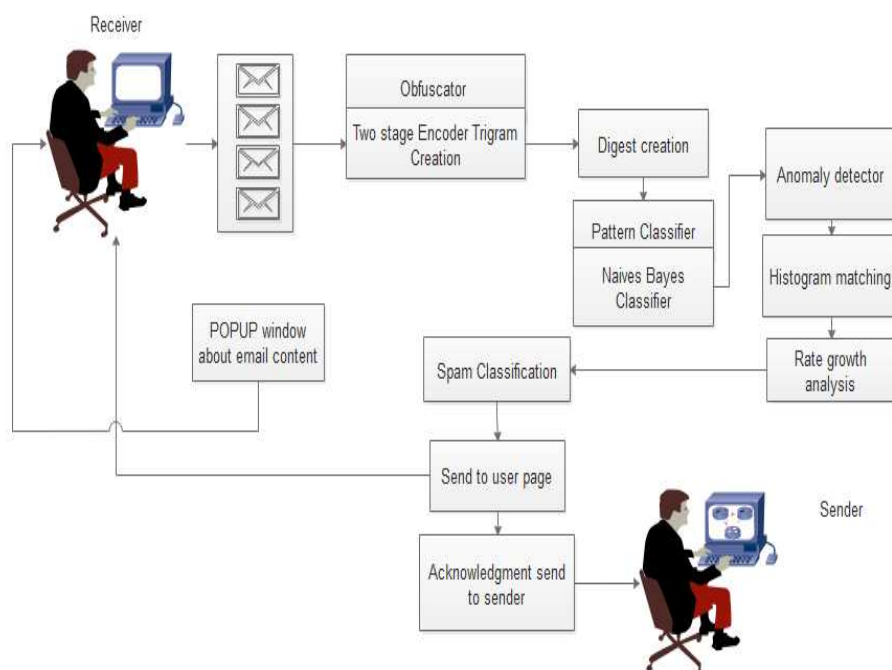 Receiver
Obfuscator
Two stage Encoder Trigram
Creation
Digest creation
Anomaly detector
Pattern Classifier
Naives Bayes
Classifier
Histogram matching
POPUP window
about email content
Spam Classification
Rate growth
analysis
Send to user page
Sender
Acknowledgment send
to sender